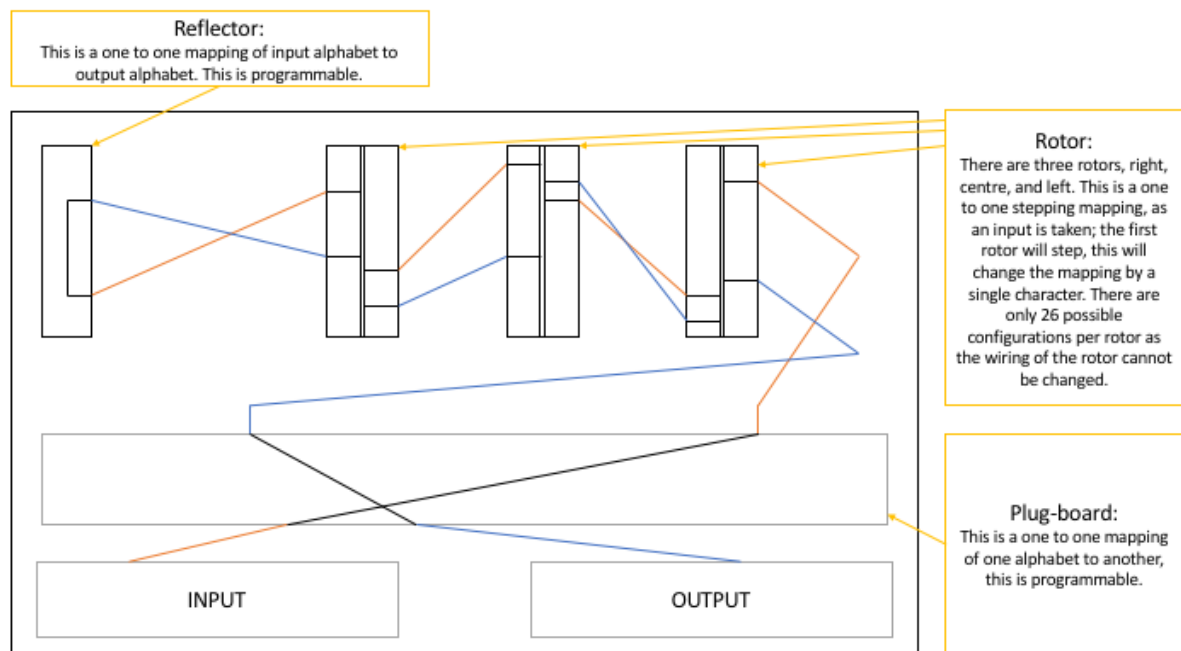 Reflector:
This is a one to one mapping of input alphabet to
output alphabet. This is programmable.
Rotor:
There are three rotors, right,
centre, and left. This is a one
to one stepping mapping, as
an input is taken; the first
rotor will step, this will
change the mapping by a
single character. There are
only 26 possible
configurations per rotor as
the wiring of the rotor cannot
be changed.
Plug-board:
This is a one to one mapping
of one alphabet to another,
this is programmable.
INPUT
OUTPUT